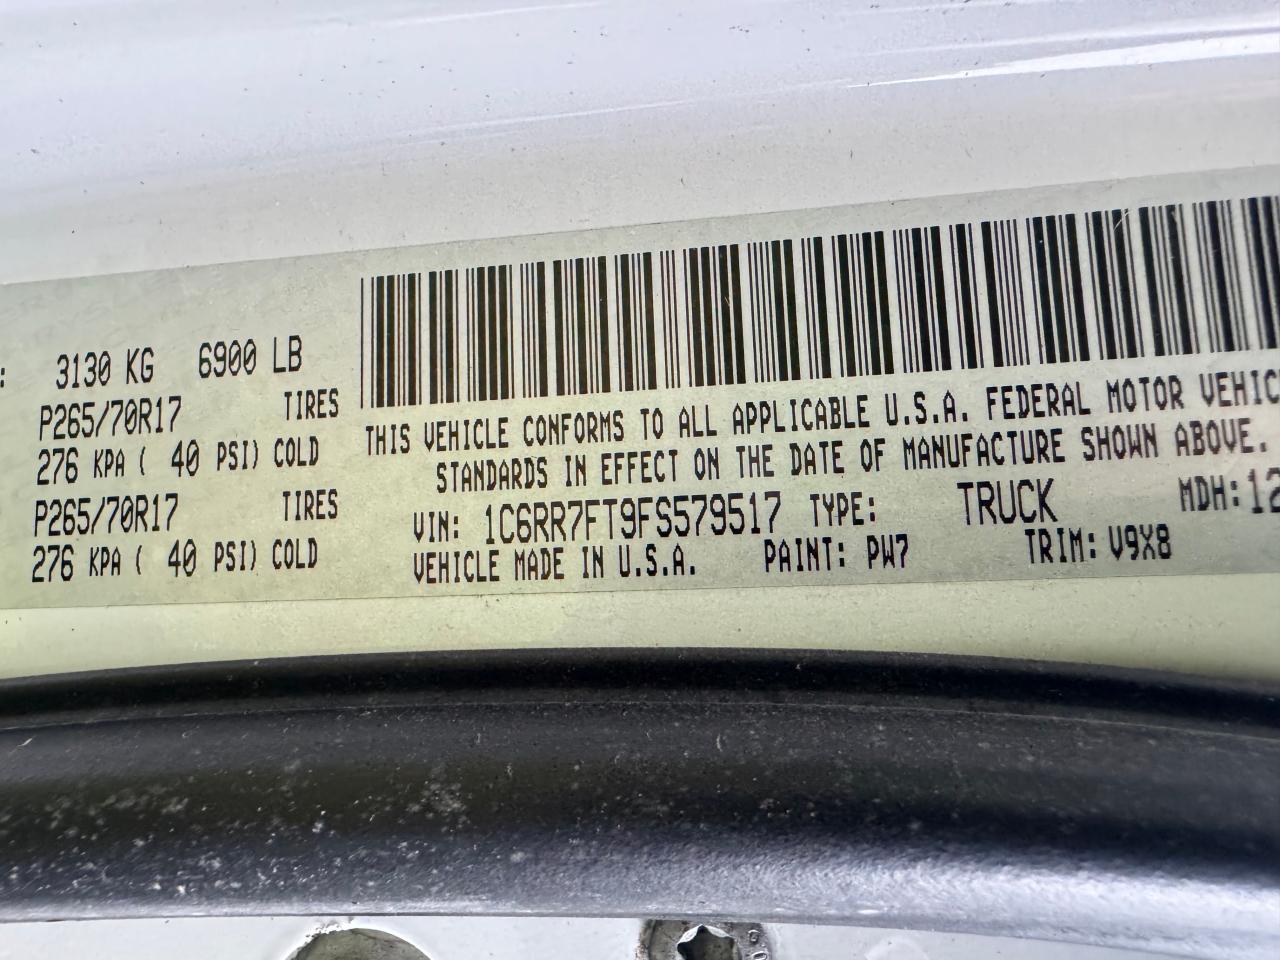 : 3130 KG 6900 LB
P265/70R17 TIRES
276 KPA ( 40 PSI) COLD
P265/70R17 TIRES
276 KPA ( 40 PSI) COLD
THIS VEHICLE CONFORMS TO ALL APPLICABLE U.S.A. FEDERAL MOTOR VEHIC
STANDARDS IN EFFECT ON THE DATE OF MANUFACTURE SHOWN ABOVE.
VIN: 1C6RR7FT9FS579517 TYPE: TRUCK MDH: 12
VEHICLE MADE IN U.S.A. PAINT: PW7 TRIM: V9X8